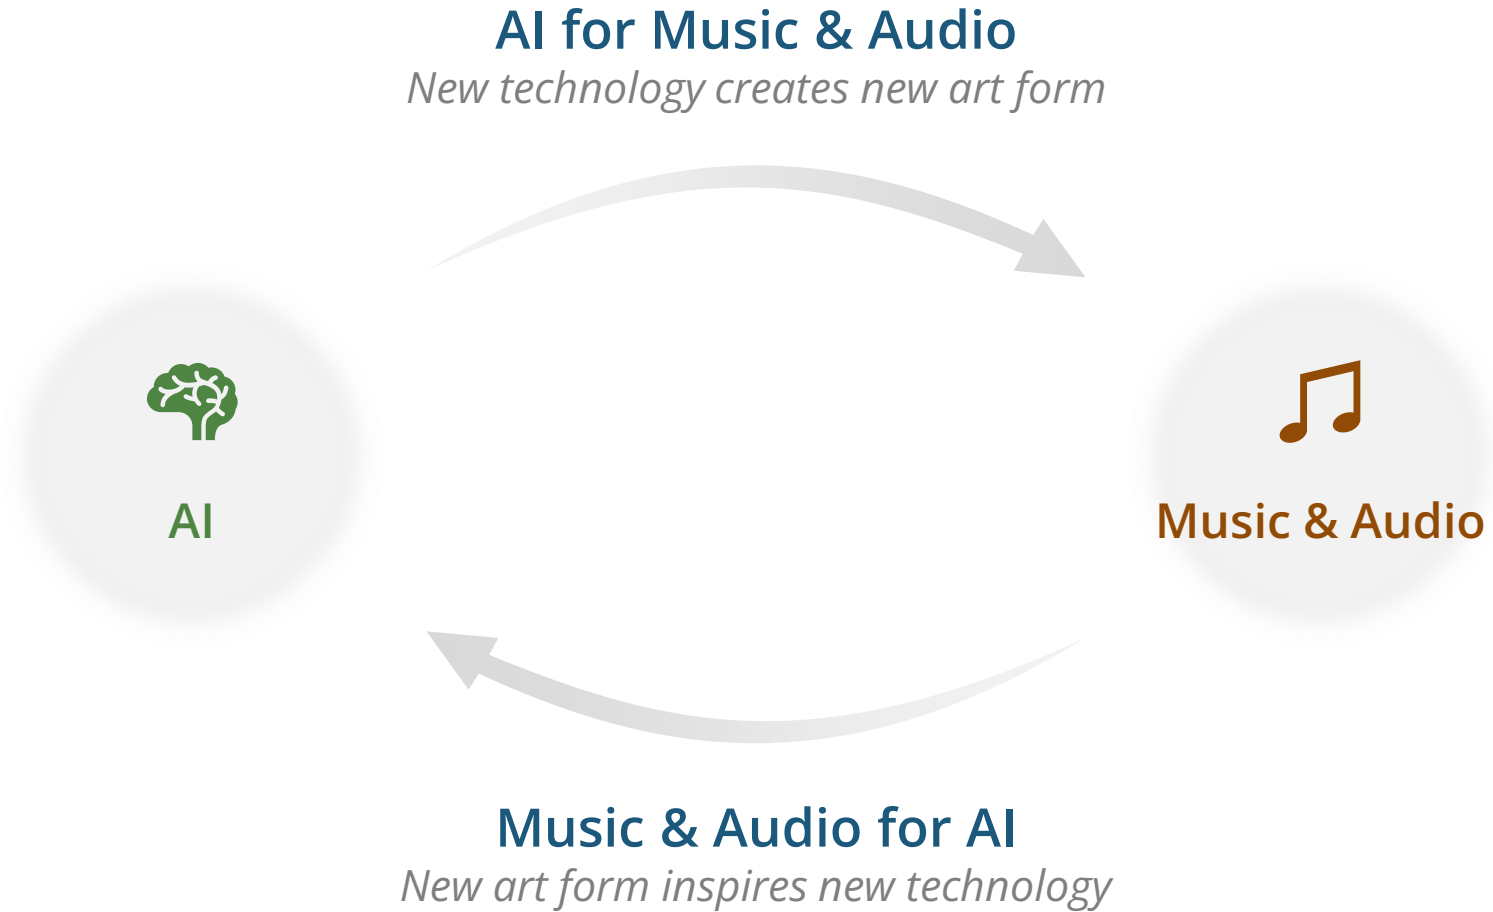 AI for Music & Audio
New technology creates new art form
AI
Music & Audio
Music & Audio for AI
New art form inspires new technology